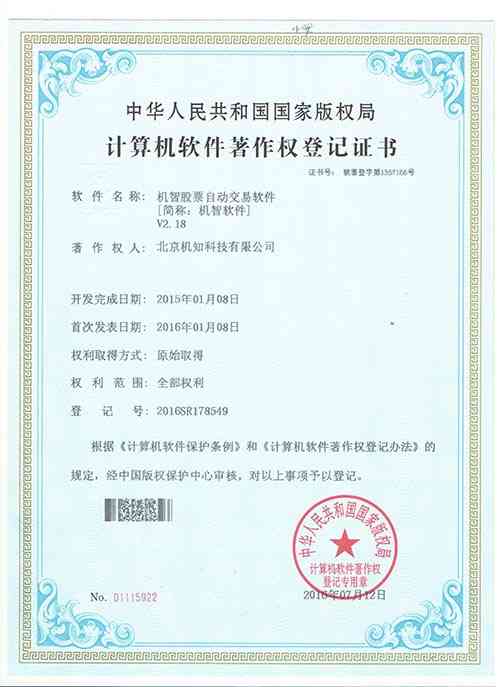 中华人民共和国国家版权局
计算机软件著作权登记证书
证书号： 软著登字第1357166号
软 件 名 称： 机智股票自动交易软件
[简称：机智软件]
V2.18
著 作 权 人： 北京机知科技有限公司
开发完成日期： 2015年01月08日
首次发表日期： 2016年01月08日
权利取得方式： 原始取得
权 利 范 围： 全部权利
登 记 号： 2016SR178549
根据《计算机软件保护条例》和《计算机软件著作权登记办法》的
规定，经中国版权保护中心审核，对以上事项予以登记。
中华人民共和国国家版权局
计算机软件著作权
登记专用章
2016年07月12日
No. 01115922